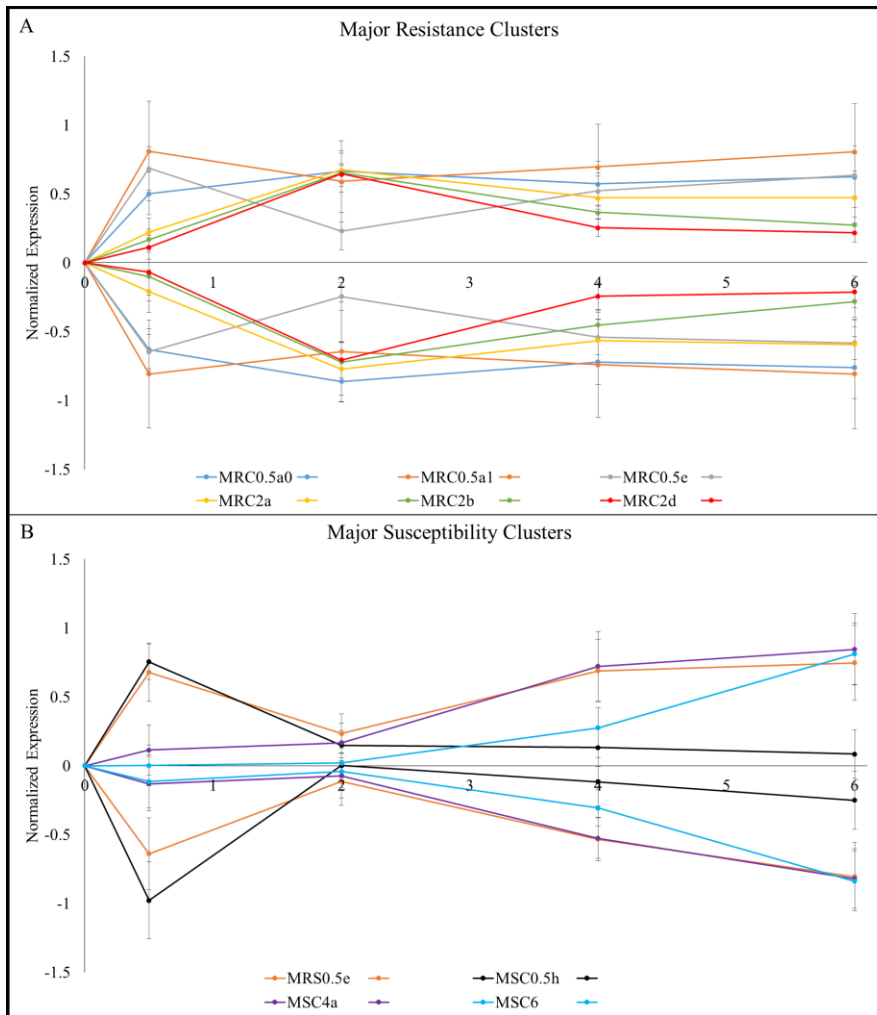 A
Major Resistance Clusters
1.5
1
0.5
0
-0.5
-1
-1.5
Normalized Expression
0 1 2 3 4 5 6
MRC0.5a0 MRC0.5a1 MRC0.5e
MRC2a MRC2b MRC2d
B
Major Susceptibility Clusters
1.5
1
0.5
0
-0.5
-1
-1.5
Normalized Expression
0 1 2 3 4 5 6
MRS0.5e MSC0.5h
MSC4a MSC6